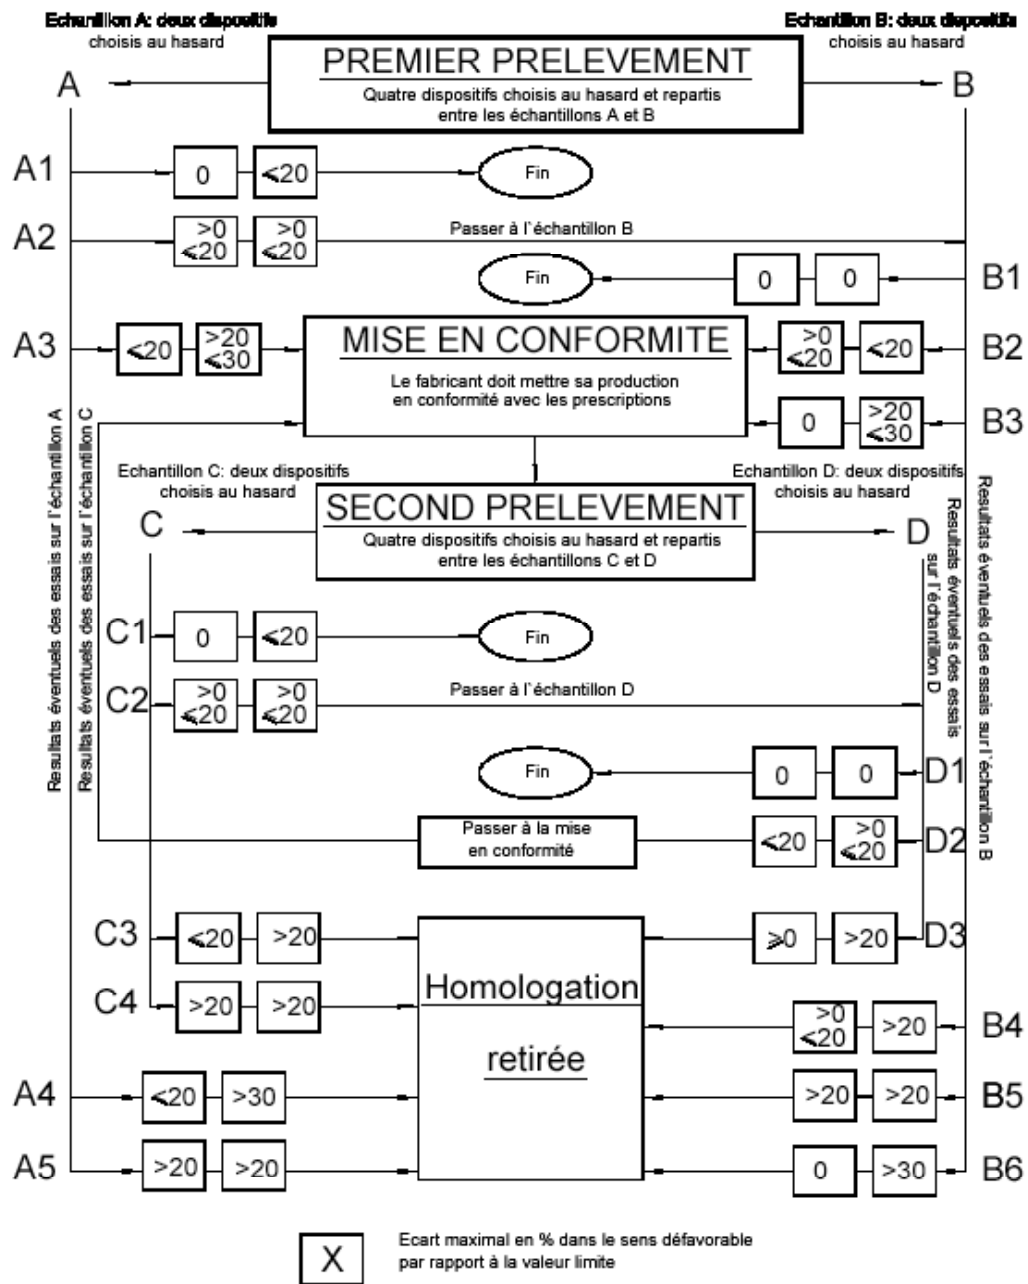 Echantillon A: deux dispositifs
choisis au hasard
Echantillon B: deux dispositifs
choisis au hasard
PREMIER PRELEVEMENT
Quatre dispositifs choisis au hasard et repartis
entre les échantillons A et B
A
B
A1
0
⩽20
Fin
A2
>0
⩽20
>0
⩽20
Passer à l`échantillon B
Fin
0
0
B1
A3
⩽20
>20
⩽30
MISE EN CONFORMITE
Le fabricant doit mettre sa production
en conformité avec les prescriptions
>0
⩽20
⩽20
B2
0
>20
⩽30
B3
Resultats éventuels des essais sur l`échantillon A
Resultats éventuels des essais sur l`échantillon C
Echantillon C: deux dispositifs
choisis au hasard
Echantillon D: deux dispositifs
choisis au hasard
SECOND PRELEVEMENT
Quatre dispositifs choisis au hasard et repartis
entre les échantillons C et D
C
D
Resultats éventuels des essais
sur l`échantillon D
Resultats éventuels des essais sur l`échantillon B
C1
0
⩽20
Fin
C2
>0
⩽20
>0
⩽20
Passer à l`échantillon D
Fin
0
0
D1
Passer à la mise
en conformité
⩽20
>0
⩽20
D2
C3
⩽20
>20
Homologation
retirée
⩾0
>20
D3
C4
>20
>20
>0
⩽20
>20
B4
A4
⩽20
>30
>20
>20
B5
A5
>20
>20
0
>30
B6
X
Ecart maximal en % dans le sens défavorable
par rapport à la valeur limite